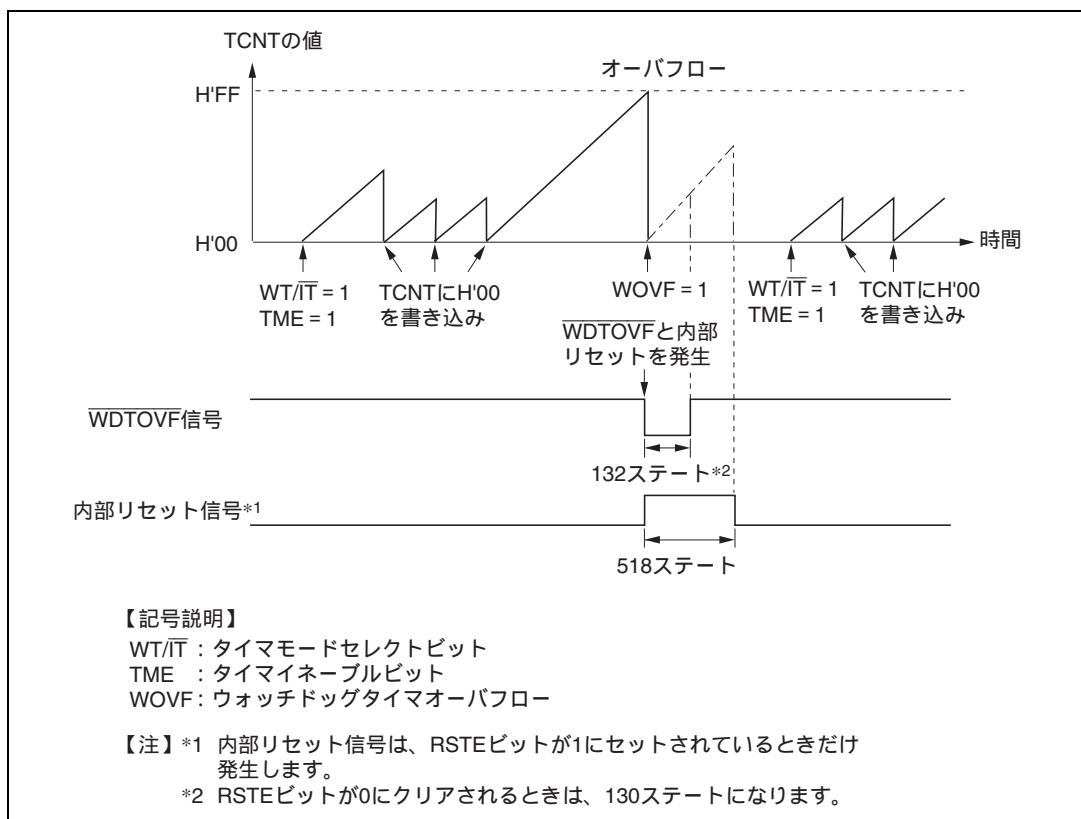 TCNTの値
オーバフロー
H'FF
H'00
時間
WT/IT = 1
TME = 1
TCNTにH'00
を書き込み
WOVF = 1
WT/IT = 1
TME = 1
TCNTにH'00
を書き込み
WDTOVFと内部
リセットを発生
WDTOVF信号
132ステート*2
内部リセット信号*1
518ステート
【記号説明】
WT/IT : タイマモードセレクトビット
TME : タイマイネーブルビット
WOVF : ウォッチドッグタイマオーバフロー
【注】*1 内部リセット信号は、RSTEビットが1にセットされているときだけ
発生します。
*2 RSTEビットが0にクリアされるときは、130ステートになります。